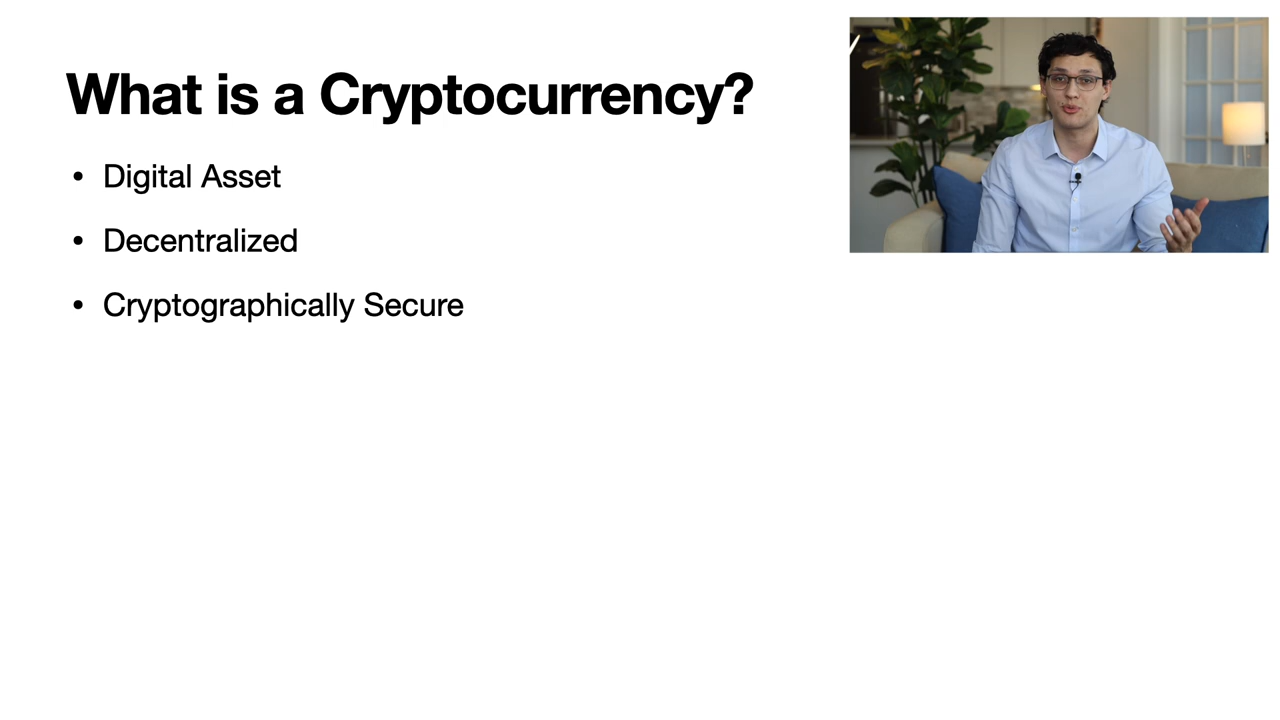 What is a Cryptocurrency?
• Digital Asset
• Decentralized
• Cryptographically Secure